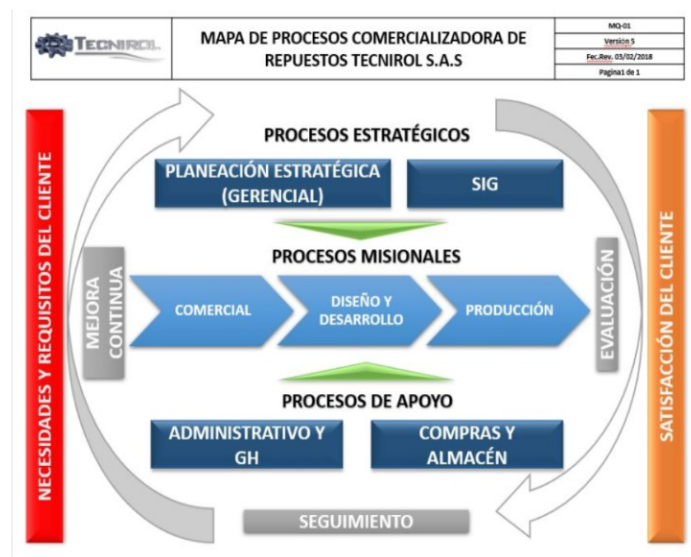 TECNIROL
MAPA DE PROCESOS COMERCIALIZADORA DE
REPUESTOS TECNIROL S.A.S
MQ-01
Versión 5
Fec.Rev. 03/02/2018
Pagina1 de 1
NECESIDADES Y REQUISITOS DEL CLIENTE
PROCESOS ESTRATÉGICOS
PLANEACIÓN ESTRATÉGICA
(GERENCIAL)
SIG
PROCESOS MISIONALES
MEJORA
CONTINUA
COMERCIAL
DISEÑO Y
DESARROLLO
PRODUCCIÓN
EVALUACIÓN
PROCESOS DE APOYO
ADMINISTRATIVO Y
GH
COMPRAS Y
ALMACÉN
SEGUIMIENTO
SATISFACCIÓN DEL CLIENTE